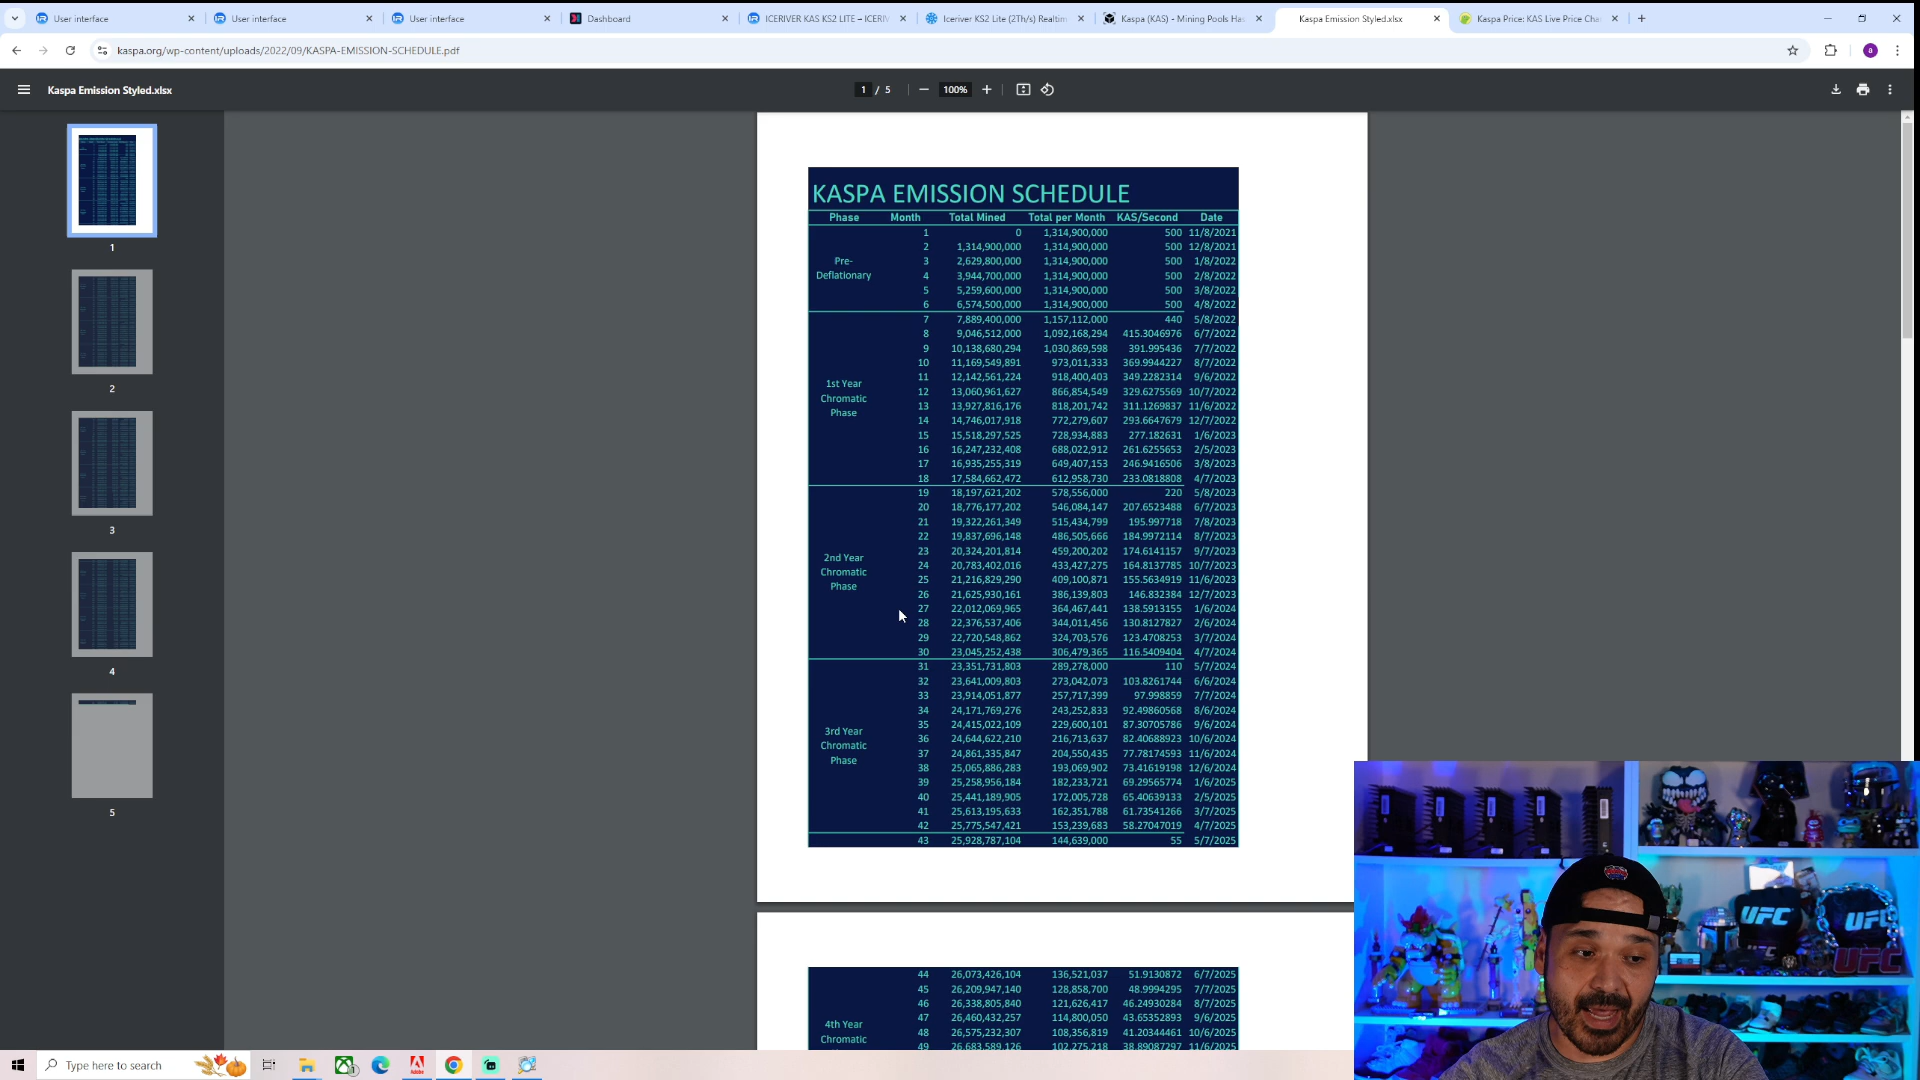 User interface
User interface
User interface
Dashboard
ICERIVER KAS KS2 LITE – ICERIV
Iceriver KS2 Lite (2Th/s) Realtim
Kaspa (KAS) - Mining Pools Has
Kaspa Emission Styled.xlsx
Kaspa Price: KAS Live Price Cha
kaspa.org/wp-content/uploads/2022/09/KASPA-EMISSION-SCHEDULE.pdf
a
Kaspa Emission Styled.xlsx
1 / 5
100%
1
2
3
4
5
KASPA EMISSION SCHEDULE
Phase Month Total Mined Total per Month KAS/Second Date
1 0 1,314,900,000 500 11/8/2021
2 1,314,900,000 1,314,900,000 500 12/8/2021
Pre-
3 2,629,800,000 1,314,900,000 500 1/8/2022
Deflationary
4 3,944,700,000 1,314,900,000 500 2/8/2022
5 5,259,600,000 1,314,900,000 500 3/8/2022
6 6,574,500,000 1,314,900,000 500 4/8/2022
7 7,889,400,000 1,157,112,000 440 5/8/2022
8 9,046,512,000 1,092,168,294 415.3046976 6/7/2022
9 10,138,680,294 1,030,869,598 391.995436 7/7/2022
10 11,169,549,891 973,011,333 369.9944227 8/7/2022
11 12,142,561,224 918,400,403 349.2282314 9/6/2022
1st Year
12 13,060,961,627 866,854,549 329.6275569 10/7/2022
Chromatic
13 13,927,816,176 818,201,742 311.1269837 11/6/2022
Phase
14 14,746,017,918 772,279,607 293.6647679 12/7/2022
15 15,518,297,525 728,934,883 277.182631 1/6/2023
16 16,247,232,408 688,022,912 261.6255653 2/5/2023
17 16,935,255,319 649,407,153 246.9416506 3/8/2023
18 17,584,662,472 612,958,730 233.0818808 4/7/2023
19 18,197,621,202 578,556,000 220 5/8/2023
20 18,776,177,202 546,084,147 207.6523488 6/7/2023
21 19,322,261,349 515,434,799 195.997718 7/8/2023
22 19,837,696,148 486,505,666 184.9972114 8/7/2023
23 20,324,201,814 459,200,202 174.6141157 9/7/2023
2nd Year
24 20,783,402,016 433,427,275 164.8137785 10/7/2023
Chromatic
25 21,216,829,290 409,100,871 155.5634919 11/6/2023
Phase
26 21,625,930,161 386,139,803 146.832384 12/7/2023
27 22,012,069,965 364,467,441 138.5913155 1/6/2024
28 22,376,537,406 344,011,456 130.8127827 2/6/2024
29 22,720,548,862 324,703,576 123.4708253 3/7/2024
30 23,045,252,438 306,479,365 116.5409404 4/7/2024
31 23,351,731,803 289,278,000 110 5/7/2024
32 23,641,009,803 273,042,073 103.8261744 6/6/2024
33 23,914,051,877 257,717,399 97.998859 7/7/2024
34 24,171,769,276 243,252,833 92.49860568 8/6/2024
35 24,415,022,109 229,600,101 87.30705786 9/6/2024
3rd Year
36 24,644,622,210 216,713,637 82.40688923 10/6/2024
Chromatic
37 24,861,335,847 204,550,435 77.78174593 11/6/2024
Phase
38 25,065,886,283 193,069,902 73.41619198 12/6/2024
39 25,258,956,184 182,233,721 69.29565774 1/6/2025
40 25,441,189,905 172,005,728 65.40639133 2/5/2025
41 25,613,195,633 162,351,788 61.73541266 3/7/2025
42 25,775,547,421 153,239,683 58.27047019 4/7/2025
43 25,928,787,104 144,639,000 55 5/7/2025
44 26,073,426,104 136,521,037 51.9130872 6/7/2025
45 26,209,947,140 128,858,700 48.9994295 7/7/2025
46 26,338,805,840 121,626,417 46.24930284 8/7/2025
47 26,460,432,257 114,800,050 43.65352893 9/6/2025
4th Year
48 26,575,232,307 108,356,819 41.20344461 10/6/2025
Chromatic
49 26,683,589,126 102,275,218 38.89087297 11/6/2025
UFC
UFC
UFC
UFC
Type here to search
Adobe